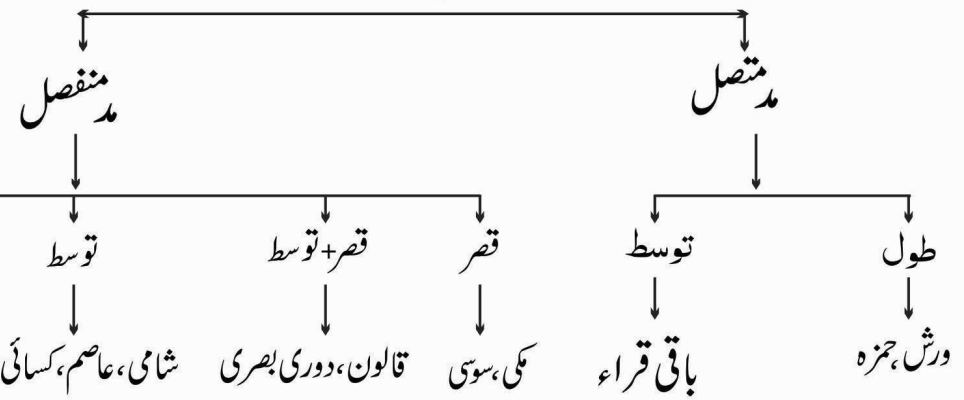 مد متصل
مد منفصل
طول
توسط
قصر
قصر+توسط
توسط
ورش،حمزہ
باقی قراء
مکی،سوسی
قالون،دوری بصری
شامی،عاصم،کسائی